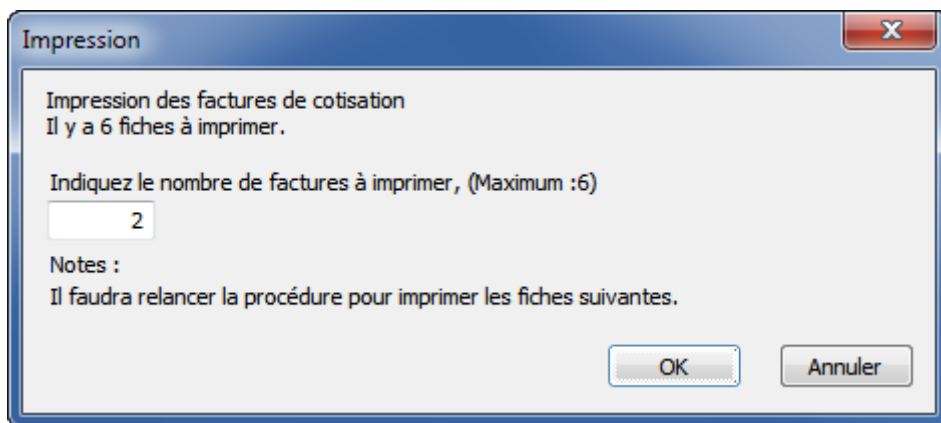 Impression
Impression des factures de cotisation
Il y a 6 fiches à imprimer.
Indiquez le nombre de factures à imprimer, (Maximum :6)
2
Notes :
Il faudra relancer la procédure pour imprimer les fiches suivantes.
OK
Annuler